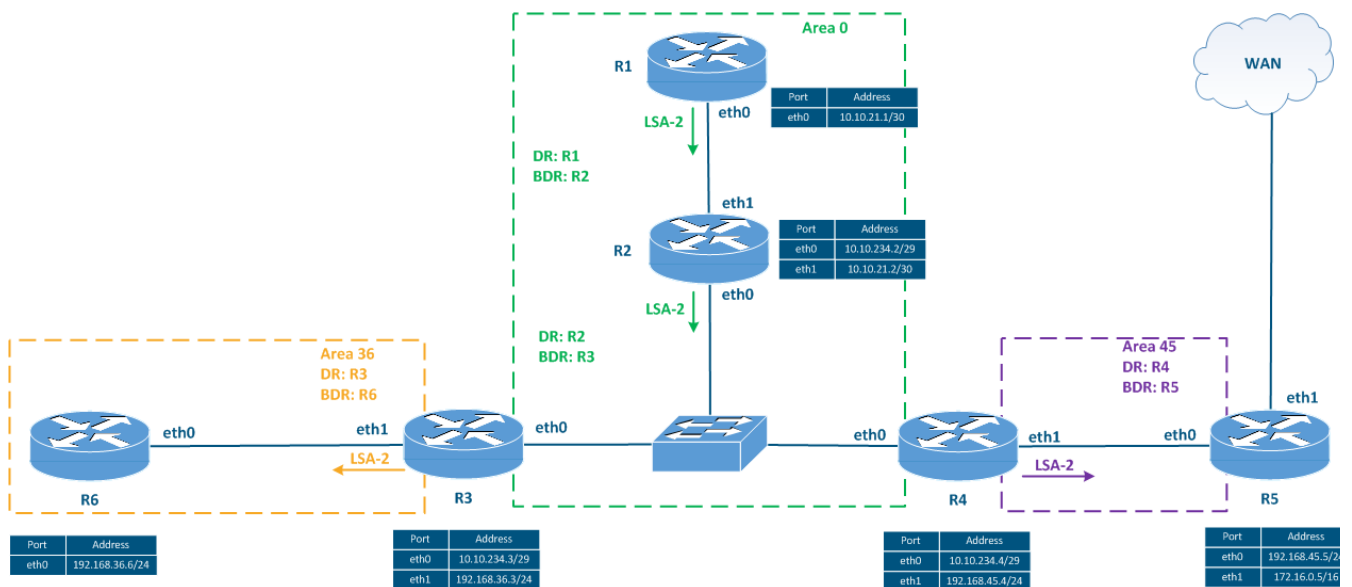 Area 0
R1
WAN
eth0
Port Address
eth0 10.10.21.1/30
LSA-2
DR: R1
BDR: R2
eth1
R2
Port Address
eth0 10.10.234.2/29
eth1 10.10.21.2/30
eth0
LSA-2
DR: R2
BDR: R3
Area 36
DR: R3
BDR: R6
Area 45
DR: R4
BDR: R5
eth1
eth0
eth1
eth0
eth0
eth1
eth0
LSA-2
LSA-2
R6
R3
R4
R5
Port Address
eth0 192.168.36.6/24
Port Address
eth0 10.10.234.3/29
eth1 192.168.36.3/24
Port Address
eth0 10.10.234.4/29
eth1 192.168.45.4/24
Port Address
eth0 192.168.45.5/24
eth1 172.16.0.5/16